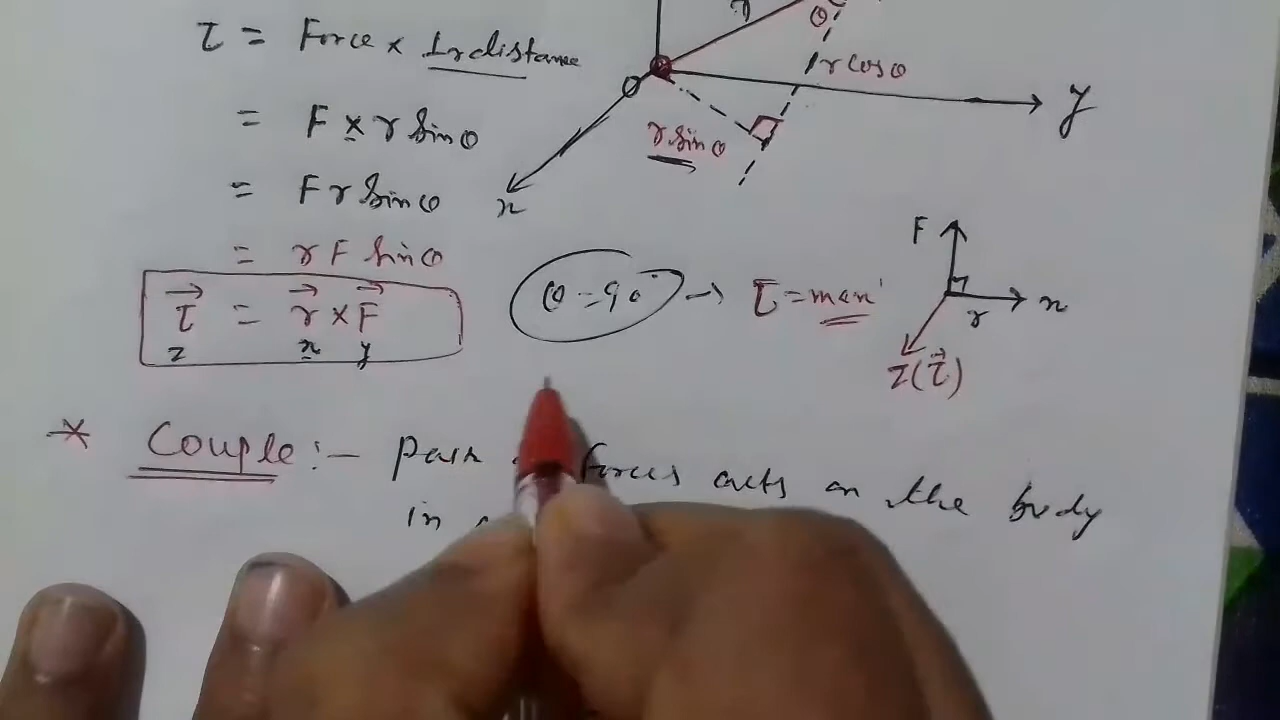 τ = Force × ⊥r distance
= F × r Sin θ
= F r Sin θ
= r F Sin θ
τ⃗ = r⃗ × F⃗
z x y
θ = 90° → τ = max^m
θ
r cos θ
y
r sin θ
x
O
F
x
r
Z(τ⃗)
* Couple :- Pair forces acts on the body
in